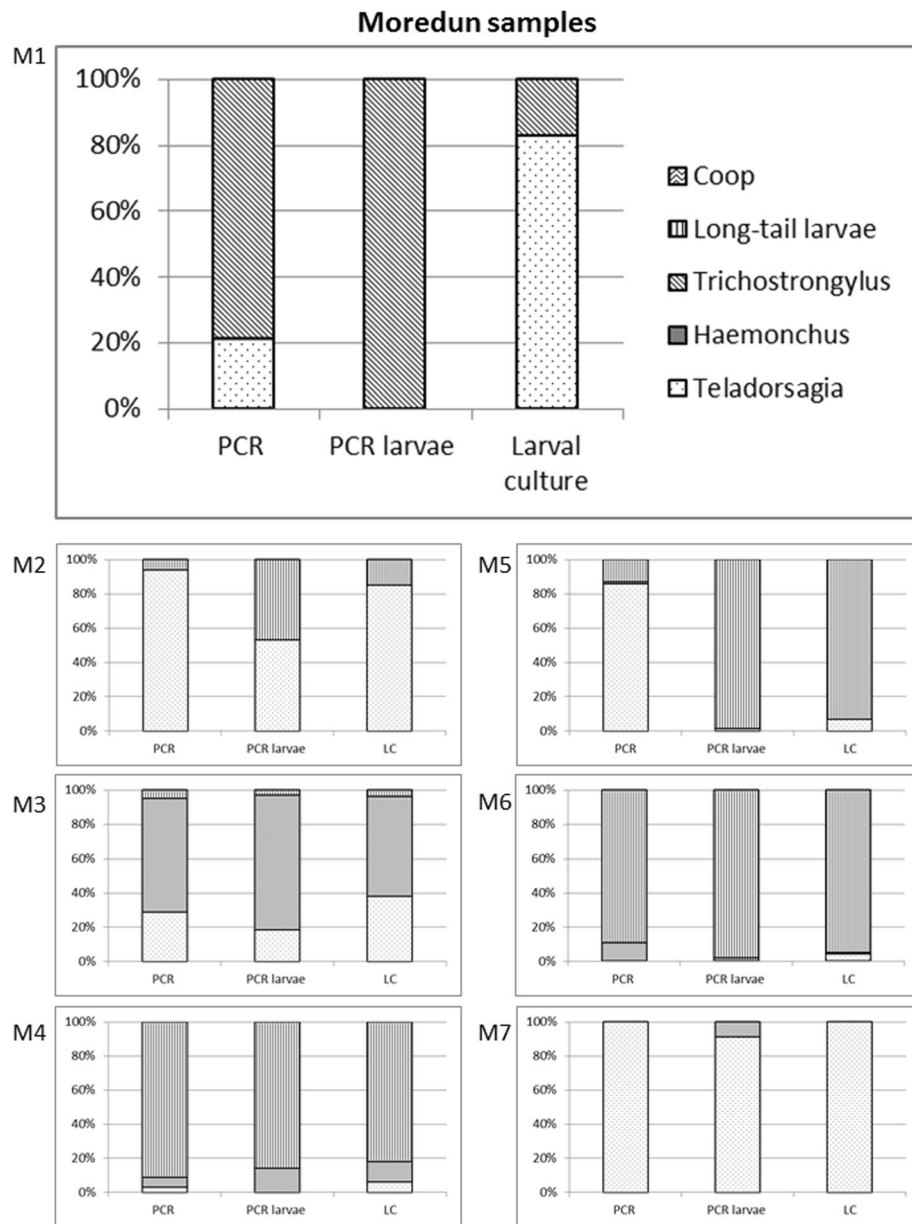 Moredun samples
M1
100%
80%
60%
40%
20%
0%
PCR
PCR larvae
Larval
culture
Coop
Long-tail larvae
Trichostrongylus
Haemonchus
Teladorsagia
M2
100%
80%
60%
40%
20%
0%
PCR
PCR larvae
LC
M5
100%
80%
60%
40%
20%
0%
PCR
PCR larvae
LC
M3
100%
80%
60%
40%
20%
0%
PCR
PCR larvae
LC
M6
100%
80%
60%
40%
20%
0%
PCR
PCR larvae
LC
M4
100%
80%
60%
40%
20%
0%
PCR
PCR larvae
LC
M7
100%
80%
60%
40%
20%
0%
PCR
PCR larvae
LC